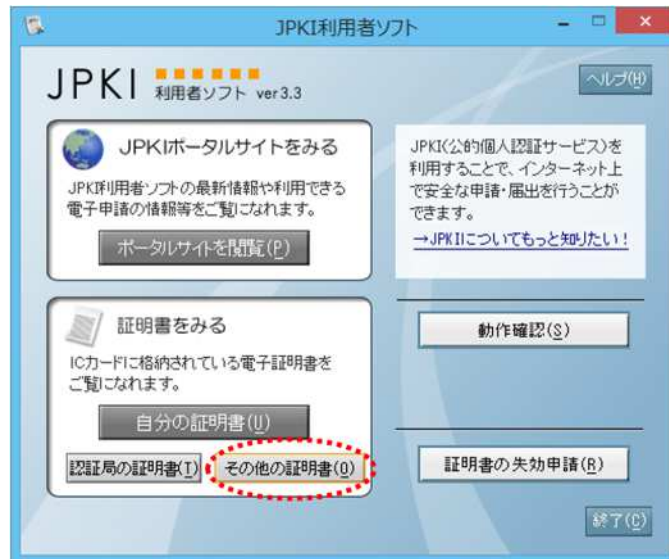 JPKI利用者ソフト
JPKI 利用者ソフト ver3.3
ヘルプ(H)
JPKIポータルサイトをみる
JPKI利用者ソフトの最新情報や利用できる
電子申請の情報等をご覧になれます。
ポータルサイトを閲覧(P)
JPKI(公的個人認証サービス)を
利用することで、インターネット上
で安全な申請・届出を行うことが
できます。
→JPKIについてもっと知りたい!
証明書をみる
ICカードに格納されている電子証明書を
ご覧になれます。
自分の証明書(U)
認証局の証明書(I)
その他の証明書(O)
動作確認(S)
証明書の失効申請(R)
終了(C)